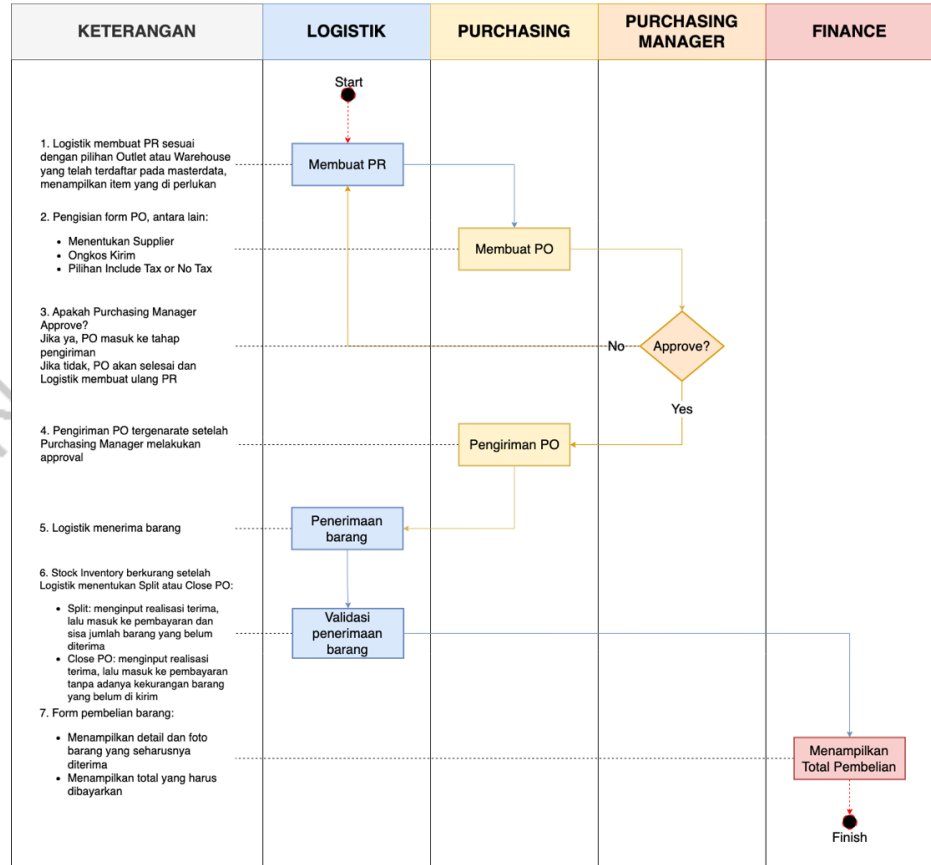 KETERANGAN
LOGISTIK
PURCHASING
PURCHASING
MANAGER
FINANCE
Start
1. Logistik membuat PR sesuai
dengan pilihan Outlet atau Warehouse
yang telah terdaftar pada masterdata,
menampilkan item yang di perlukan
Membuat PR
2. Pengisian form PO, antara lain:
• Menentukan Supplier
• Ongkos Kirim
• Pilihan Include Tax or No Tax
Membuat PO
3. Apakah Purchasing Manager
Approve?
Jika ya, PO masuk ke tahap
pengiriman
Jika tidak, PO akan selesai dan
Logistik membuat ulang PR
No
Approve?
Yes
4. Pengiriman PO tergenarate setelah
Purchasing Manager melakukan
approval
Pengiriman PO
5. Logistik menerima barang
Penerimaan
barang
6. Stock Inventory berkurang setelah
Logistik menentukan Split atau Close PO:
• Split: menginput realisasi terima,
lalu masuk ke pembayaran dan
sisa jumlah barang yang belum
diterima
• Close PO: menginput realisasi
terima, lalu masuk ke pembayaran
tanpa adanya kekurangan barang
yang belum di kirim
Validasi
penerimaan
barang
7. Form pembelian barang:
• Menampilkan detail dan foto
barang yang seharusnya
diterima
• Menampilkan total yang harus
dibayarkan
Menampilkan
Total Pembelian
Finish